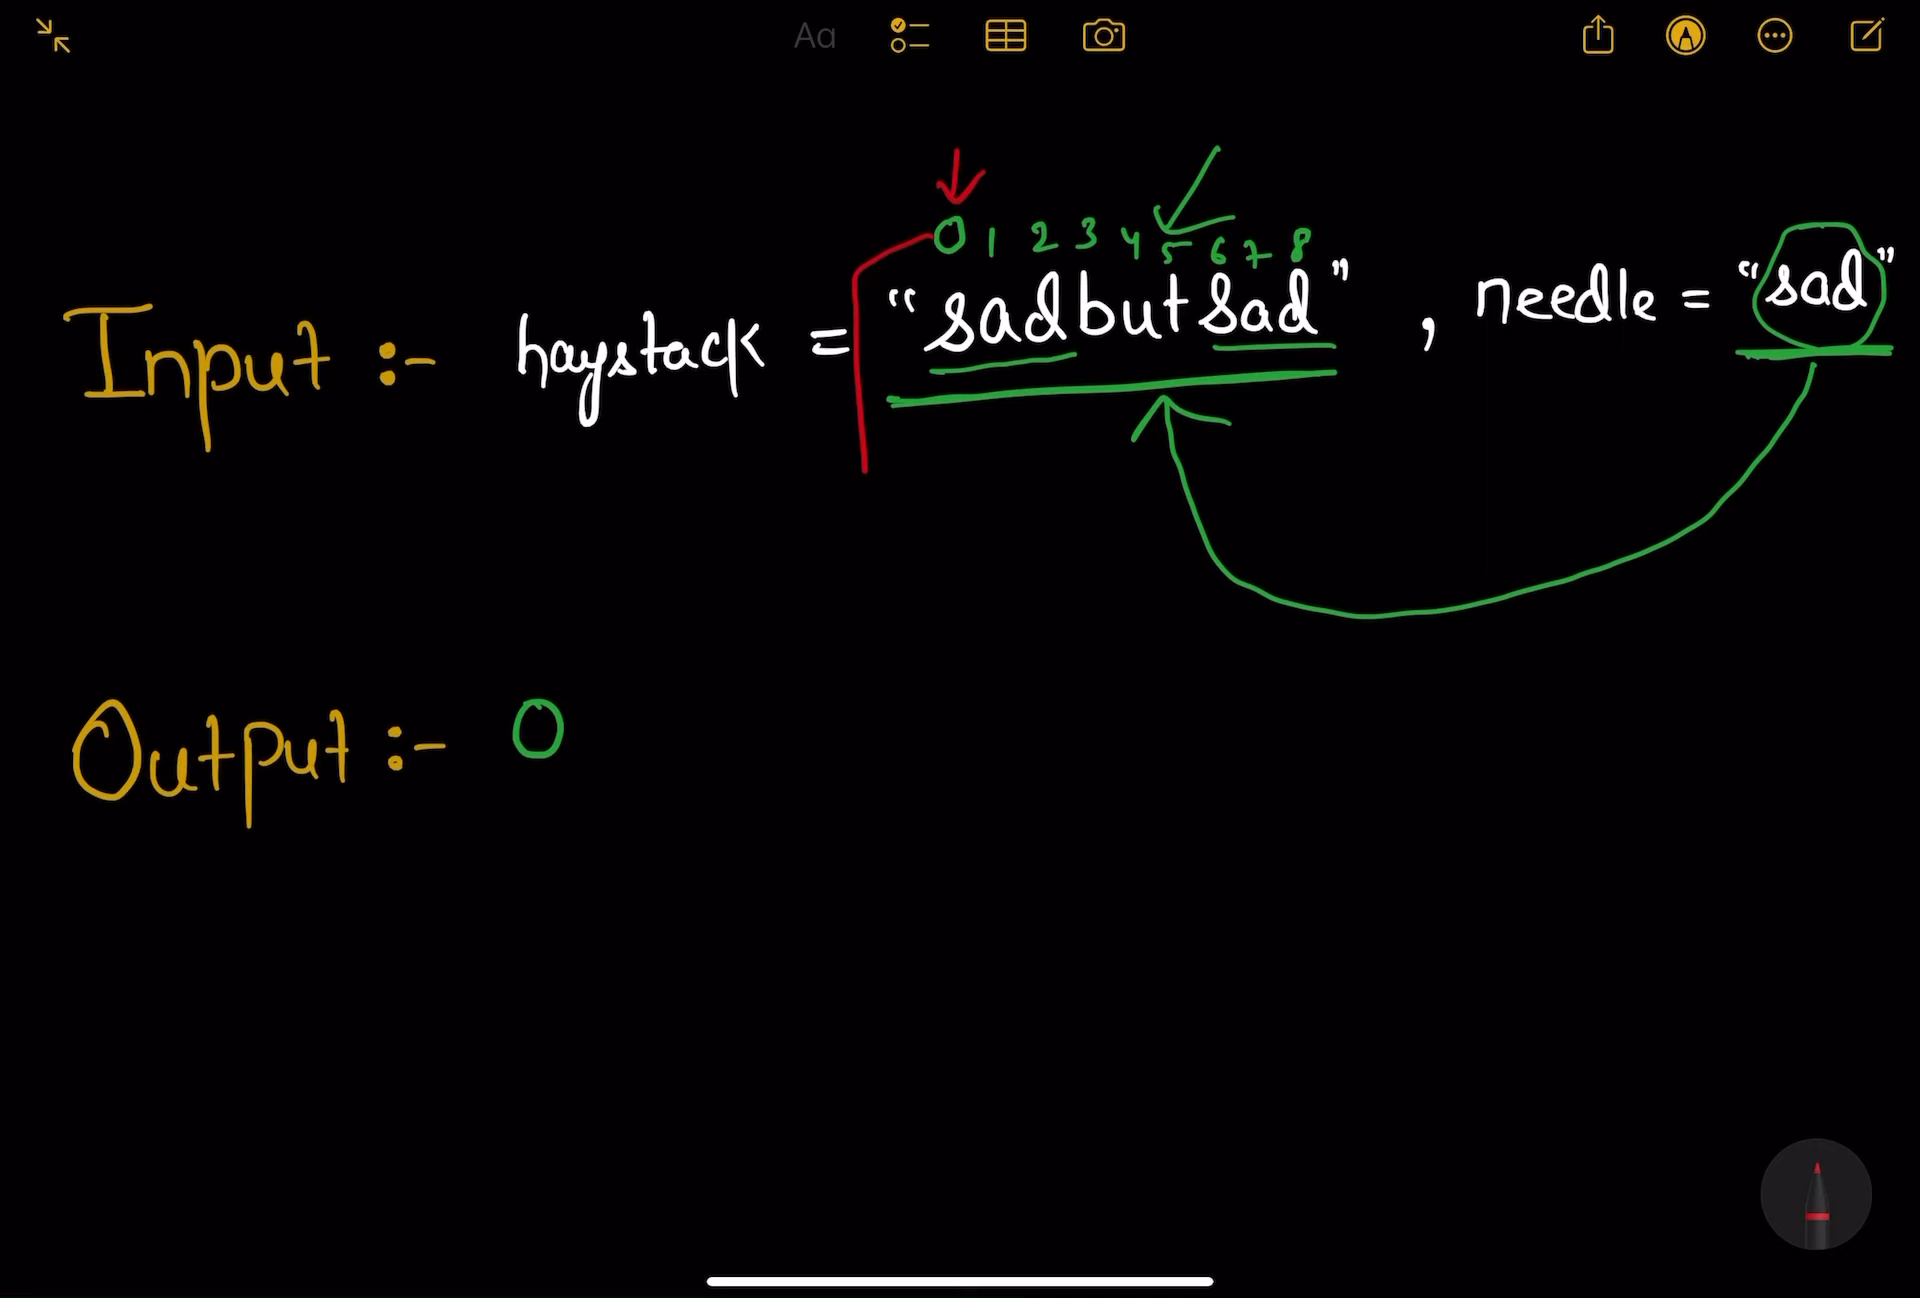 Aa
0 1 2 3 4 5 6 7 8
Input :- haystack = "sadbutsad" , needle = "sad"
Output :- 0